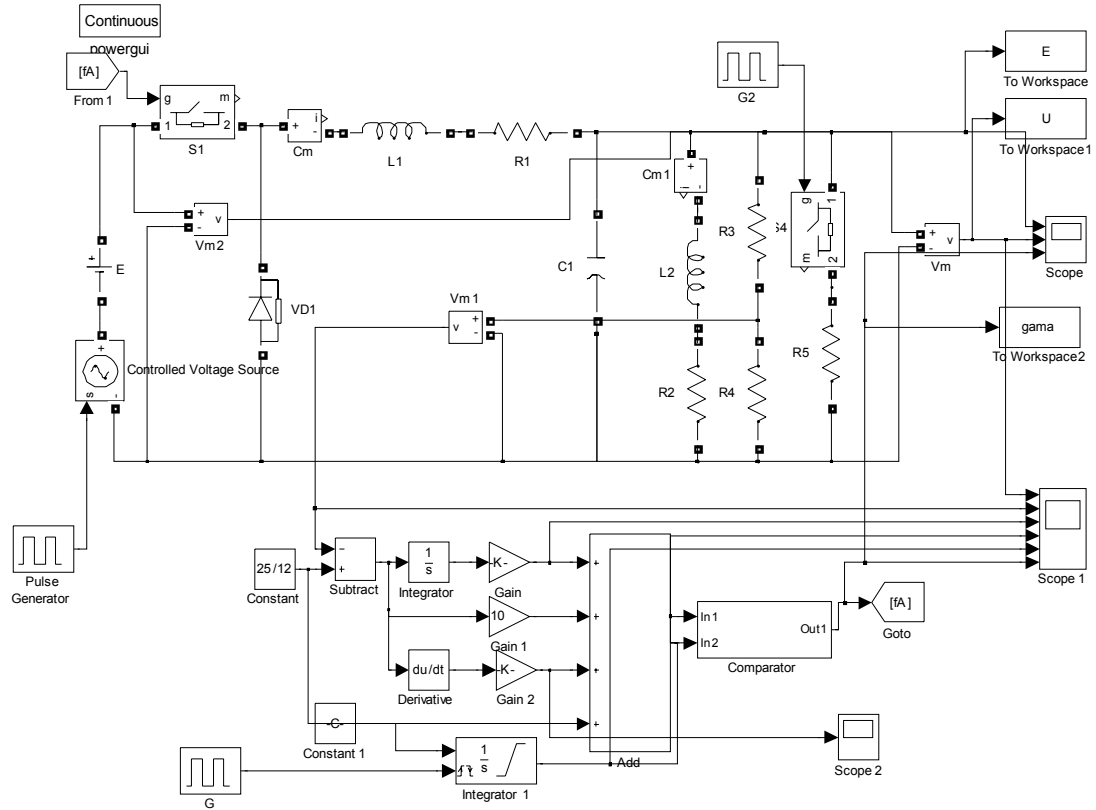 Continuous
powergui
[fA]
From 1
g
m
1
2
S1
+
i
-
Cm
L1
R1
G2
E
To Workspace
U
To Workspace1
+
-
v
Vm2
+
E
VD1
C1
+
i
-
Cm1
L2
R3
g
1
S4
m
2
+
-
v
Vm
Scope
gama
To Workspace2
Vm 1
v
+
-
R5
R2
R4
+
s
-
Controlled Voltage Source
Pulse
Generator
25/12
Constant
−
+
Subtract
1
s
Integrator
-K-
Gain
10
Gain 1
du/dt
Derivative
-K-
Gain 2
+
+
+
+
Add
In1
In2
Out1
Comparator
[fA]
Goto
Scope 1
-C-
Constant 1
G
1
s
Integrator 1
Scope 2